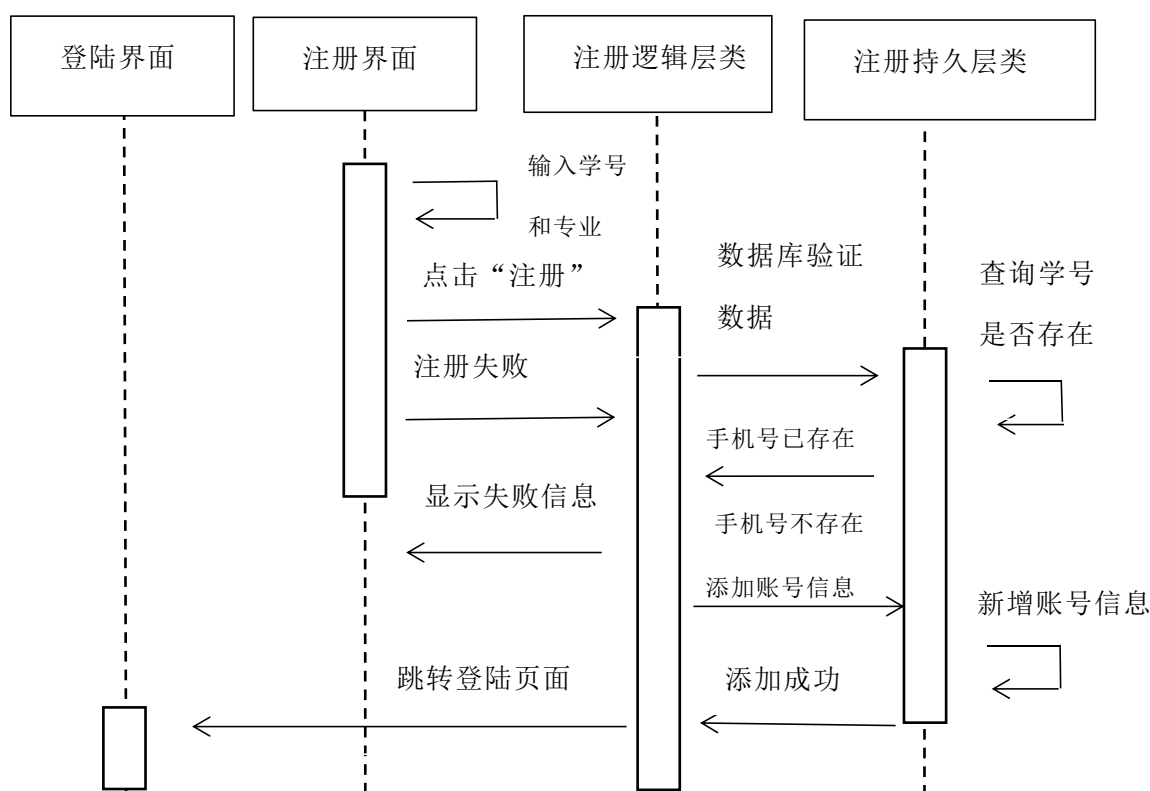 登陆界面
注册界面
注册逻辑层类
注册持久层类
输入学号
和专业
点击“注册”
数据库验证
数据
查询学号
是否存在
注册失败
手机号已存在
显示失败信息
手机号不存在
添加账号信息
新增账号信息
跳转登陆页面
添加成功